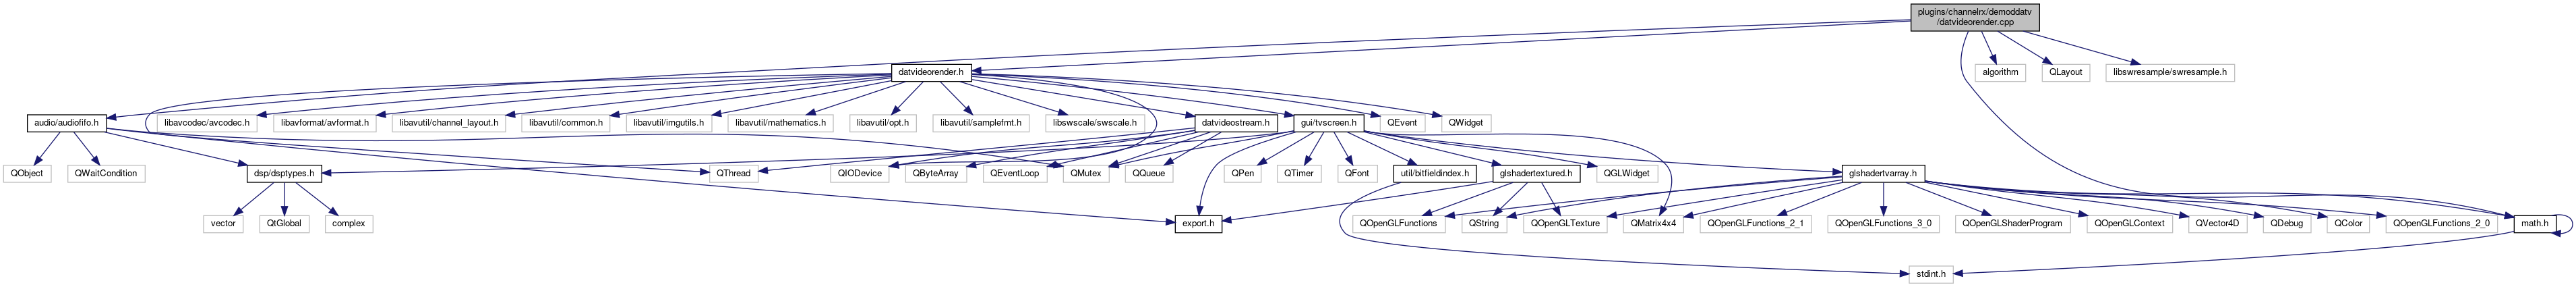 plugins/channelrx/demoddatv
/datvideorender.cpp
datvideorender.h
algorithm
QLayout
libswresample/swresample.h
audio/audiofifo.h
libavcodec/avcodec.h
libavformat/avformat.h
libavutil/channel_layout.h
libavutil/common.h
libavutil/imgutils.h
libavutil/mathematics.h
libavutil/opt.h
libavutil/samplefmt.h
libswscale/swscale.h
datvideostream.h
gui/tvscreen.h
QEvent
QWidget
QObject
QWaitCondition
dsp/dsptypes.h
QThread
QIODevice
QByteArray
QEventLoop
QMutex
QQueue
QPen
QTimer
QFont
util/bitfieldindex.h
glshadertextured.h
QGLWidget
glshadertvarray.h
vector
QtGlobal
complex
export.h
QOpenGLFunctions
QString
QOpenGLTexture
QMatrix4x4
QOpenGLFunctions_2_1
QOpenGLFunctions_3_0
QOpenGLShaderProgram
QOpenGLContext
QVector4D
QDebug
QColor
QOpenGLFunctions_2_0
math.h
stdint.h